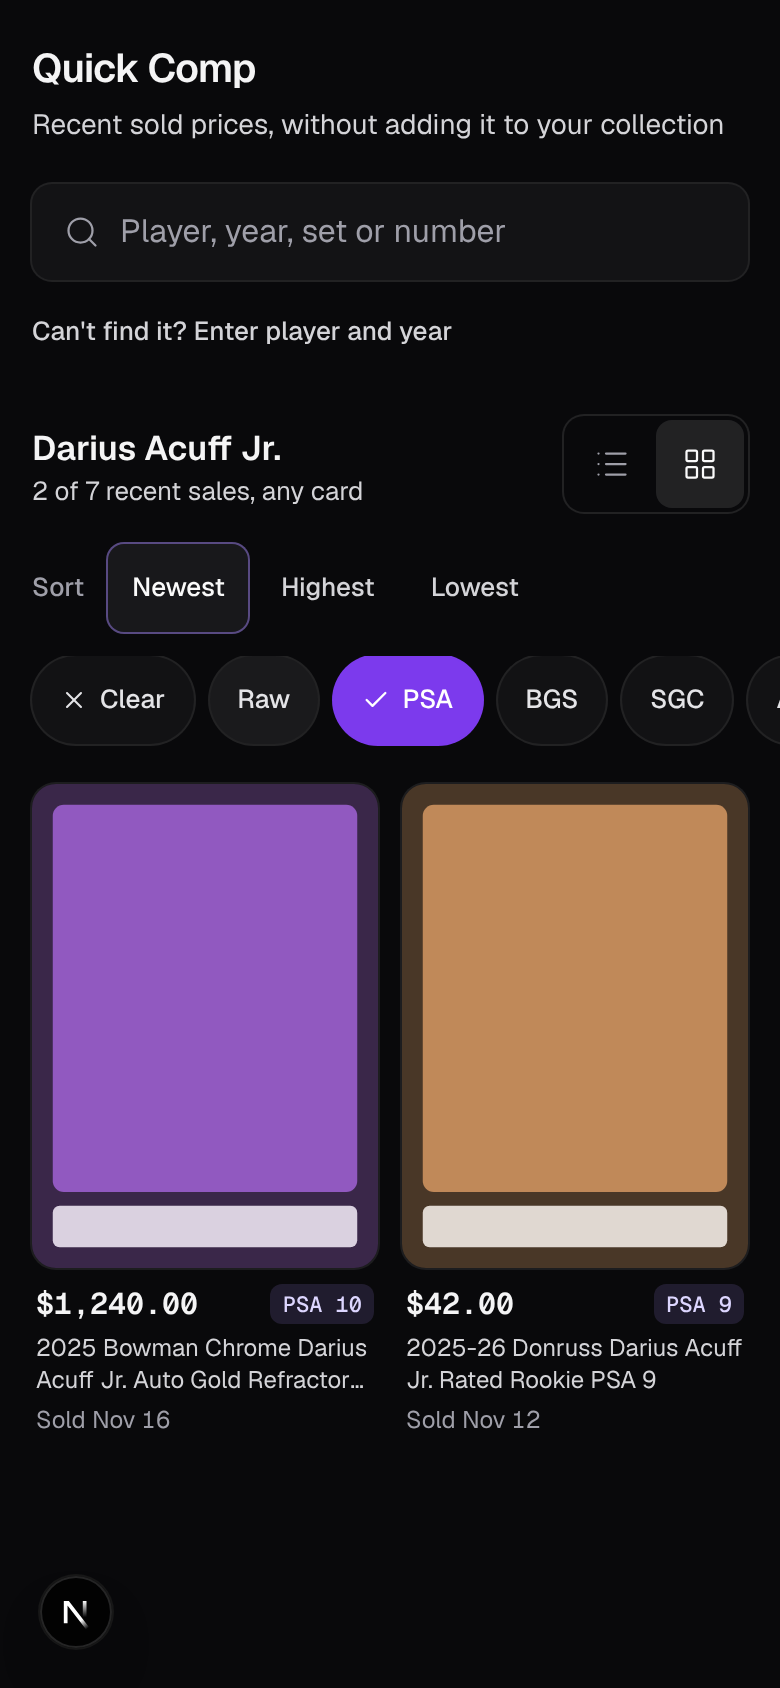 Quick Comp
Recent sold prices, without adding it to your collection
Player, year, set or number
Can't find it? Enter player and year
Darius Acuff Jr.
2 of 7 recent sales, any card
Sort Newest Highest Lowest
Clear Raw PSA BGS SGC
$1,240.00 PSA 10
2025 Bowman Chrome Darius
Acuff Jr. Auto Gold Refractor…
Sold Nov 16
$42.00 PSA 9
2025-26 Donruss Darius Acuff
Jr. Rated Rookie PSA 9
Sold Nov 12
N